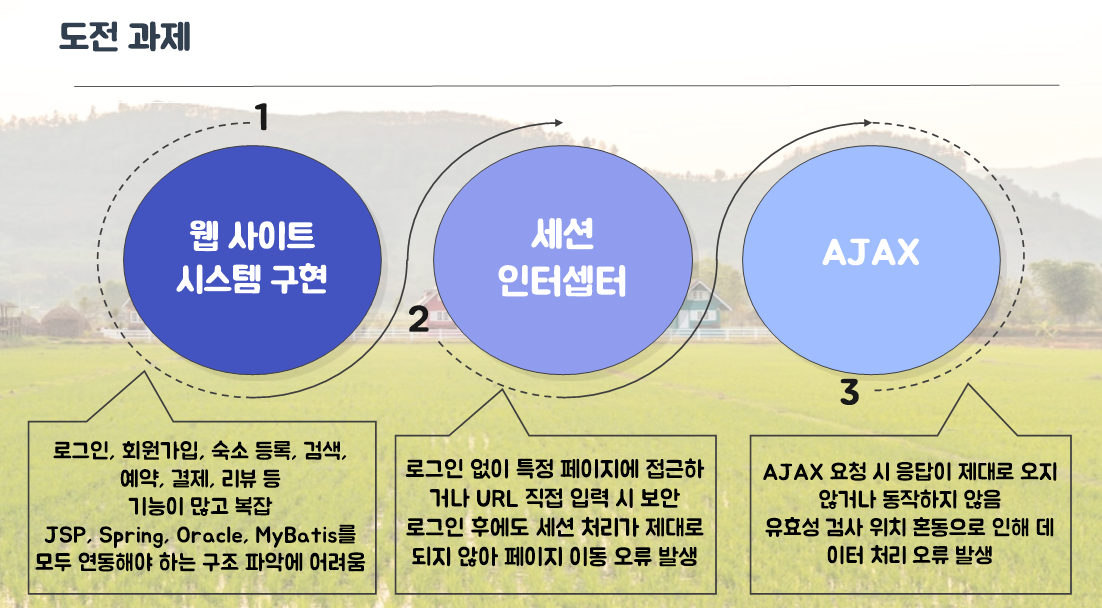 도전 과제
1
웹 사이트
시스템 구현
로그인, 회원가입, 숙소 등록, 검색,
예약, 결제, 리뷰 등
기능이 많고 복잡
JSP, Spring, Oracle, MyBatis를
모두 연동해야 하는 구조 파악에 어려움
2
세션
인터셉터
로그인 없이 특정 페이지에 접근하
거나 URL 직접 입력 시 보안
로그인 후에도 세션 처리가 제대로
되지 않아 페이지 이동 오류 발생
3
AJAX
AJAX 요청 시 응답이 제대로 오지
않거나 동작하지 않음
유효성 검사 위치 혼동으로 인해 데
이터 처리 오류 발생